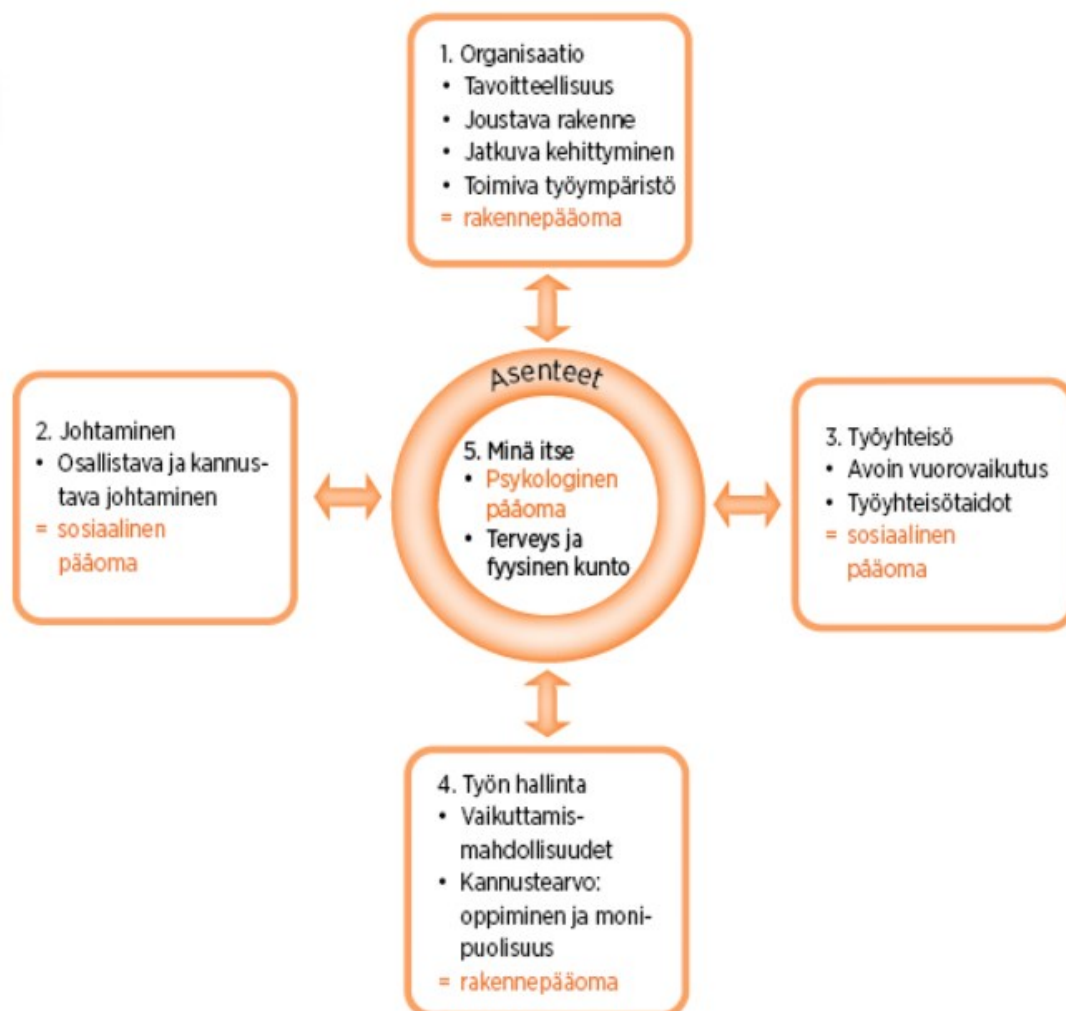 1. Organisaatio
• Tavoitteellisuus
• Joustava rakenne
• Jatkuva kehittyminen
• Toimiva työympäristö
= rakennepääoma
2. Johtaminen
• Osallistava ja kannus-
tava johtaminen
= sosiaalinen
pääoma
Asenteet
5. Minä itse
• Psykologinen
pääoma
• Terveys ja
fyysinen kunto
3. Työyhteisö
• Avoin vuorovaikutus
• Työyhteisötaidot
= sosiaalinen
pääoma
4. Työn hallinta
• Vaikuttamis-
mahdollisuudet
• Kannustearvo:
oppiminen ja moni-
puolisuus
= rakennepääoma